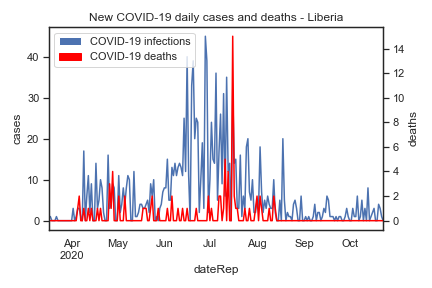 New COVID-19 daily cases and deaths - Liberia
COVID-19 infections
COVID-19 deaths
40
30
20
10
0
cases
14
12
10
8
6
4
2
0
deaths
Apr May Jun Jul Aug Sep Oct
2020
dateRep